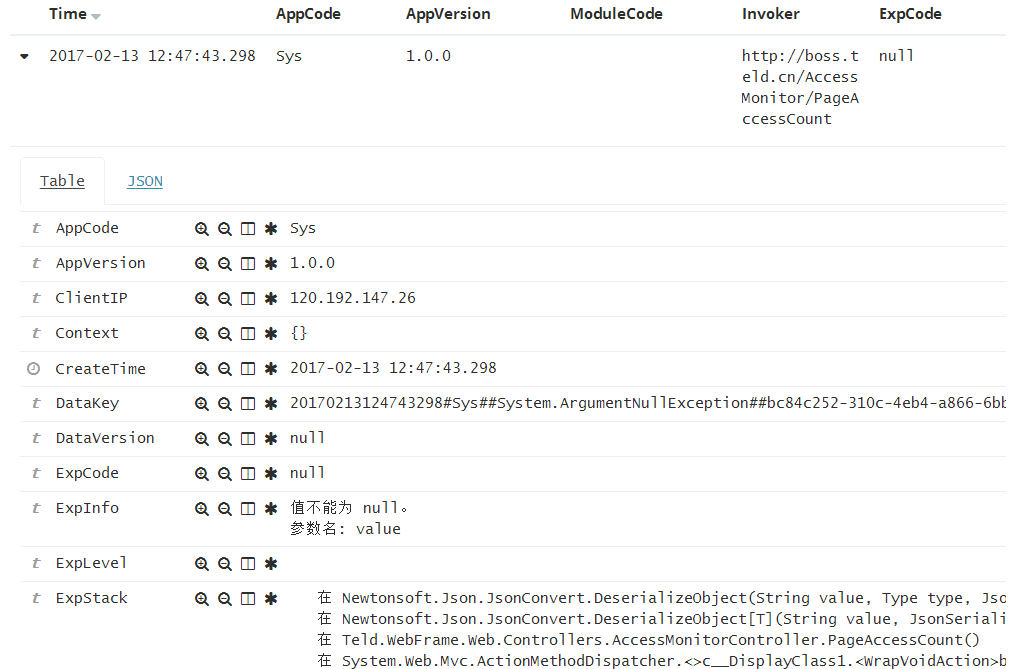 Time AppCode AppVersion ModuleCode Invoker ExpCode
2017-02-13 12:47:43.298 Sys 1.0.0 http://boss.t null
eld.cn/Access
Monitor/PageA
ccessCount
Table JSON
t AppCode Sys
t AppVersion 1.0.0
t ClientIP 120.192.147.26
t Context {}
CreateTime 2017-02-13 12:47:43.298
t DataKey 20170213124743298#Sys##System.ArgumentNullException##bc84c252-310c-4eb4-a866-6bb
t DataVersion null
t ExpCode null
t ExpInfo 值不能为 null。
参数名: value
t ExpLevel
t ExpStack 在 Newtonsoft.Json.JsonConvert.DeserializeObject(String value, Type type, Jso
在 Newtonsoft.Json.JsonConvert.DeserializeObject[T](String value, JsonSeriali
在 Teld.WebFrame.Web.Controllers.AccessMonitorController.PageAccessCount()
在 System.Web.Mvc.ActionMethodDispatcher.<>c__DisplayClass1.<WrapVoidAction>b